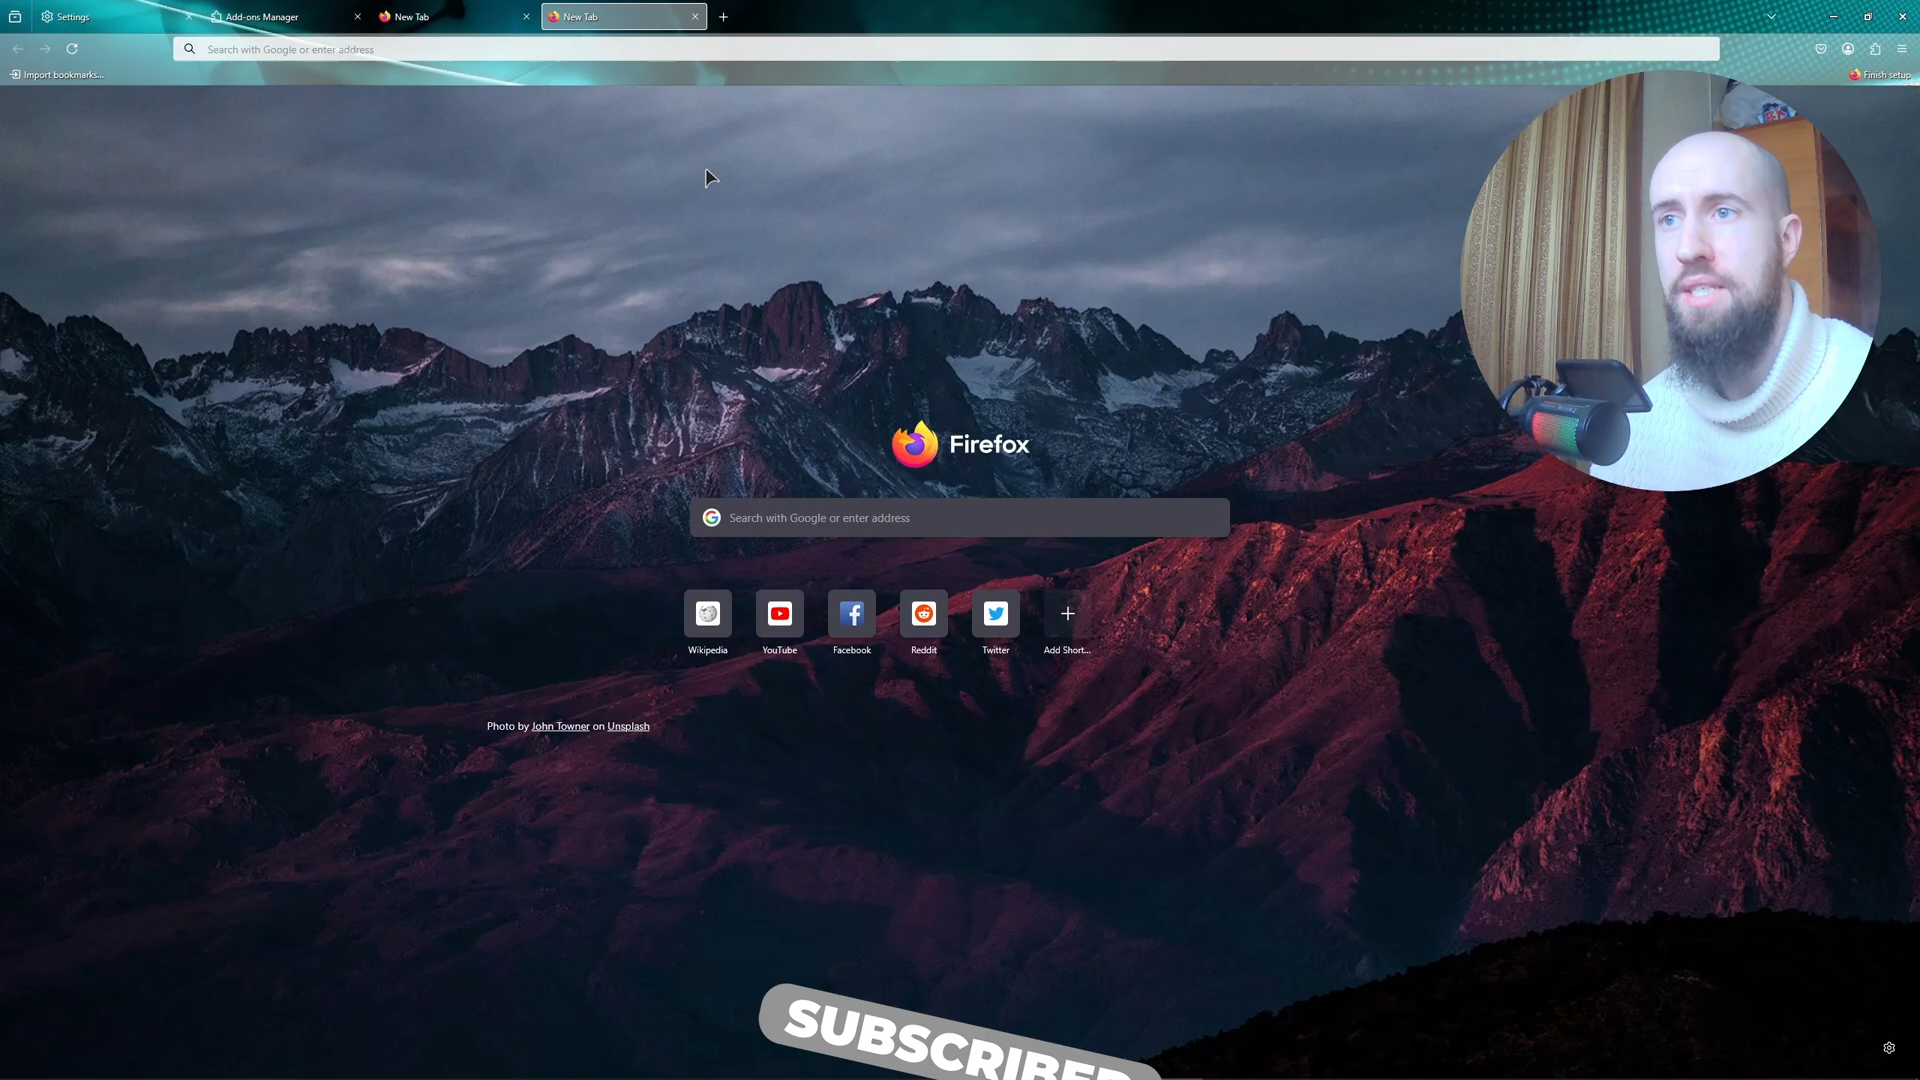 Settings
Add-ons Manager
New Tab
New Tab
Search with Google or enter address
Import bookmarks...
Finish setup
Firefox
Search with Google or enter address
Wikipedia
YouTube
Facebook
Reddit
Twitter
Add Short...
Photo by John Towner on Unsplash
SUBSCRIBED